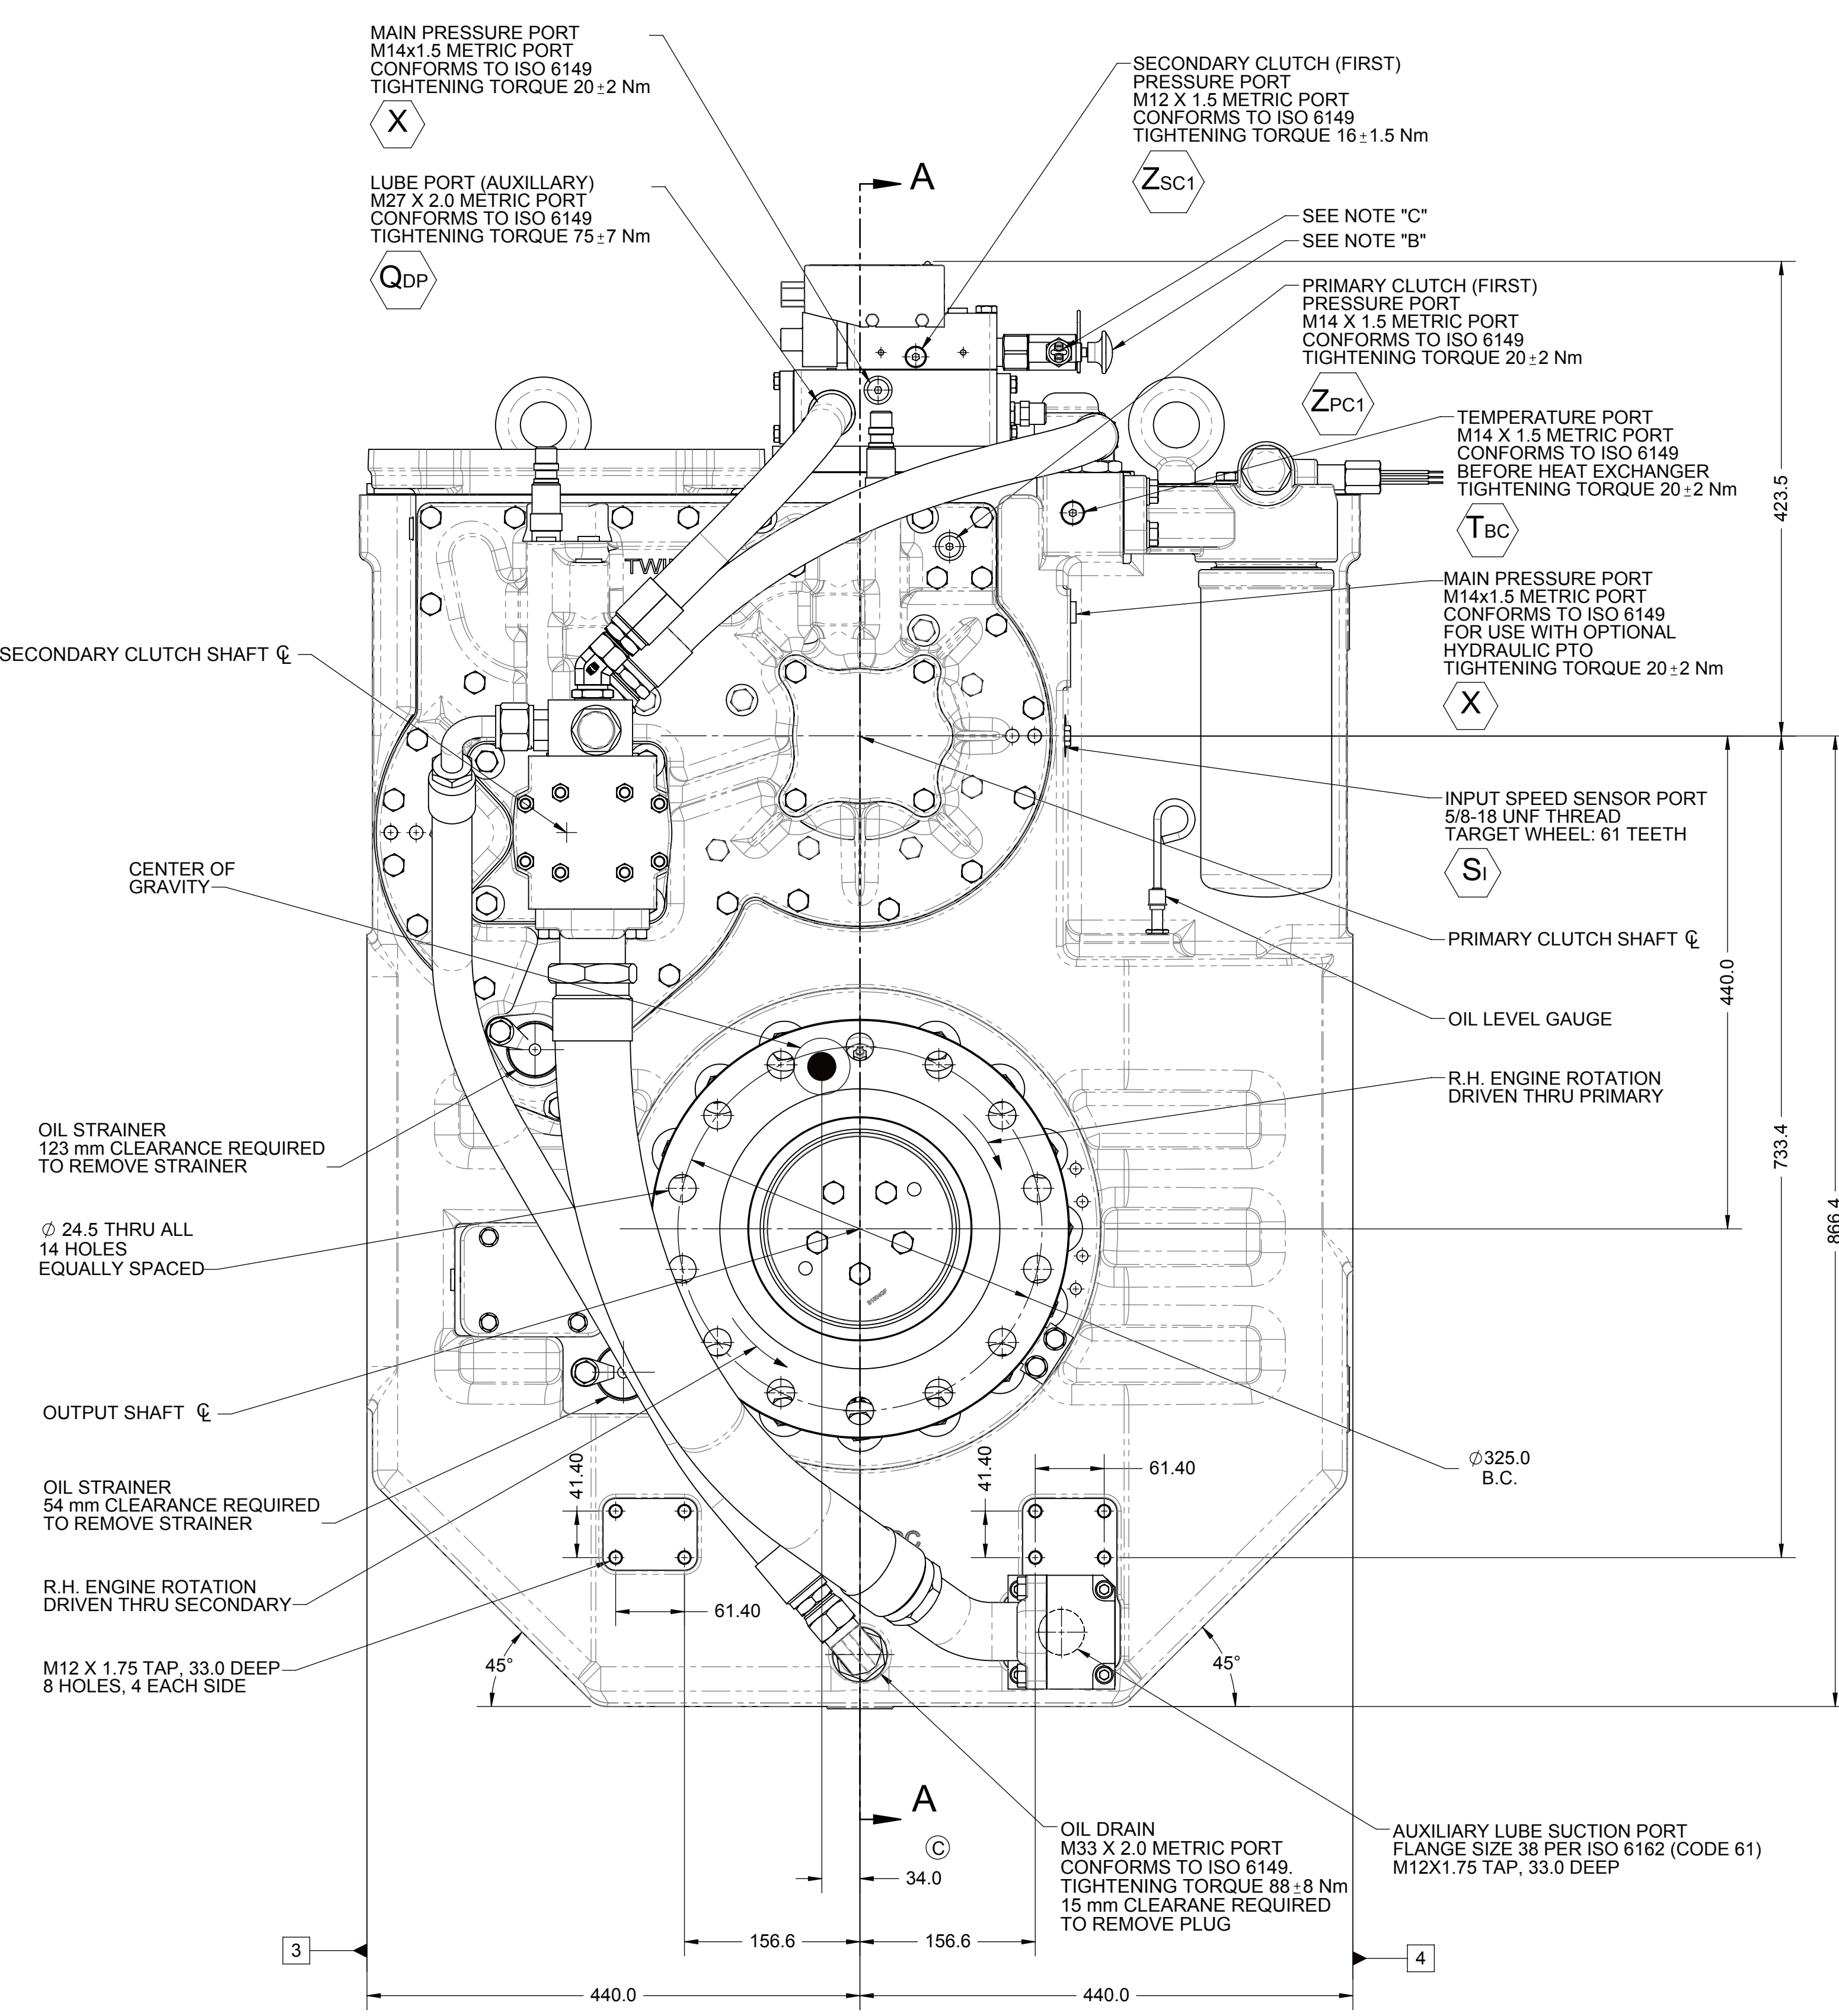 MAIN PRESSURE PORT
M14x1.5 METRIC PORT
CONFORMS TO ISO 6149
TIGHTENING TORQUE 20±2 Nm
X
LUBE PORT (AUXILLARY)
M27 X 2.0 METRIC PORT
CONFORMS TO ISO 6149
TIGHTENING TORQUE 75±7 Nm
QDP
A
SECONDARY CLUTCH (FIRST)
PRESSURE PORT
M12 X 1.5 METRIC PORT
CONFORMS TO ISO 6149
TIGHTENING TORQUE 16±1.5 Nm
ZSC1
SEE NOTE "C"
SEE NOTE "B"
PRIMARY CLUTCH (FIRST)
PRESSURE PORT
M14 X 1.5 METRIC PORT
CONFORMS TO ISO 6149
TIGHTENING TORQUE 20±2 Nm
ZPC1
TEMPERATURE PORT
M14 X 1.5 METRIC PORT
CONFORMS TO ISO 6149
BEFORE HEAT EXCHANGER
TIGHTENING TORQUE 20±2 Nm
TBC
423.5
MAIN PRESSURE PORT
M14x1.5 METRIC PORT
CONFORMS TO ISO 6149
FOR USE WITH OPTIONAL
HYDRAULIC PTO
TIGHTENING TORQUE 20±2 Nm
X
SECONDARY CLUTCH SHAFT ℄
INPUT SPEED SENSOR PORT
5/8-18 UNF THREAD
TARGET WHEEL: 61 TEETH
SI
CENTER OF
GRAVITY
PRIMARY CLUTCH SHAFT ℄
440.0
OIL LEVEL GAUGE
R.H. ENGINE ROTATION
DRIVEN THRU PRIMARY
733.4
866.4
OIL STRAINER
123 mm CLEARANCE REQUIRED
TO REMOVE STRAINER
∅ 24.5 THRU ALL
14 HOLES
EQUALLY SPACED
OUTPUT SHAFT ℄
OIL STRAINER
54 mm CLEARANCE REQUIRED
TO REMOVE STRAINER
41.40
41.40
61.40
∅325.0
B.C.
R.H. ENGINE ROTATION
DRIVEN THRU SECONDARY
61.40
M12 X 1.75 TAP, 33.0 DEEP
8 HOLES, 4 EACH SIDE
45°
45°
A
C
34.0
OIL DRAIN
M33 X 2.0 METRIC PORT
CONFORMS TO ISO 6149.
TIGHTENING TORQUE 88±8 Nm
15 mm CLEARANE REQUIRED
TO REMOVE PLUG
AUXILIARY LUBE SUCTION PORT
FLANGE SIZE 38 PER ISO 6162 (CODE 61)
M12X1.75 TAP, 33.0 DEEP
3
156.6
156.6
4
440.0
440.0